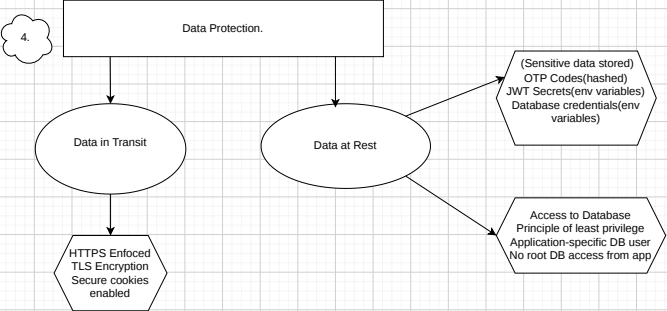 4.
Data Protection.
Data in Transit
Data at Rest
(Sensitive data stored)
OTP Codes(hashed)
JWT Secrets(env variables)
Database credentials(env
variables)
Access to Database
Principle of least privilege
Application-specific DB user
No root DB access from app
HTTPS Enfoced
TLS Encryption
Secure cookies
enabled